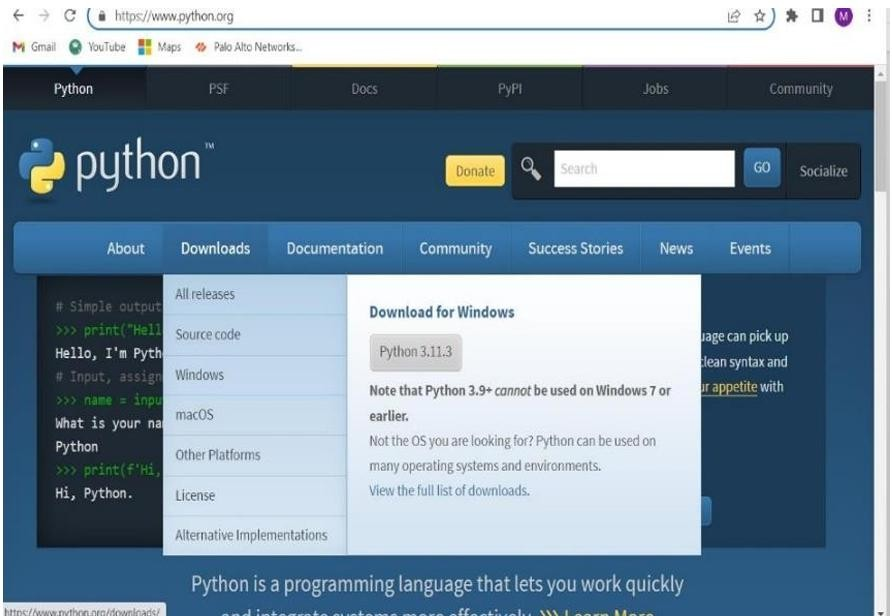 https://www.python.org
M
Gmail YouTube Maps Palo Alto Networks...
Python PSF Docs PyPI Jobs Community
python™
Donate Search GO Socialize
About Downloads Documentation Community Success Stories News Events
# Simple output
>>> print("Hell
Hello, I'm Pyth
# Input, assign
>>> name = inpu
What is your na
Python
>>> print(f'Hi,
Hi, Python.
All releases
Source code
Windows
macOS
Other Platforms
License
Alternative Implementations
Download for Windows
Python 3.11.3
Note that Python 3.9+ cannot be used on Windows 7 or
earlier.
Not the OS you are looking for? Python can be used on
many operating systems and environments.
View the full list of downloads.
uage can pick up
clean syntax and
ur appetite with
Python is a programming language that lets you work quickly
and integrate systems more effectively. >>> Learn More
https://www.python.org/downloads/